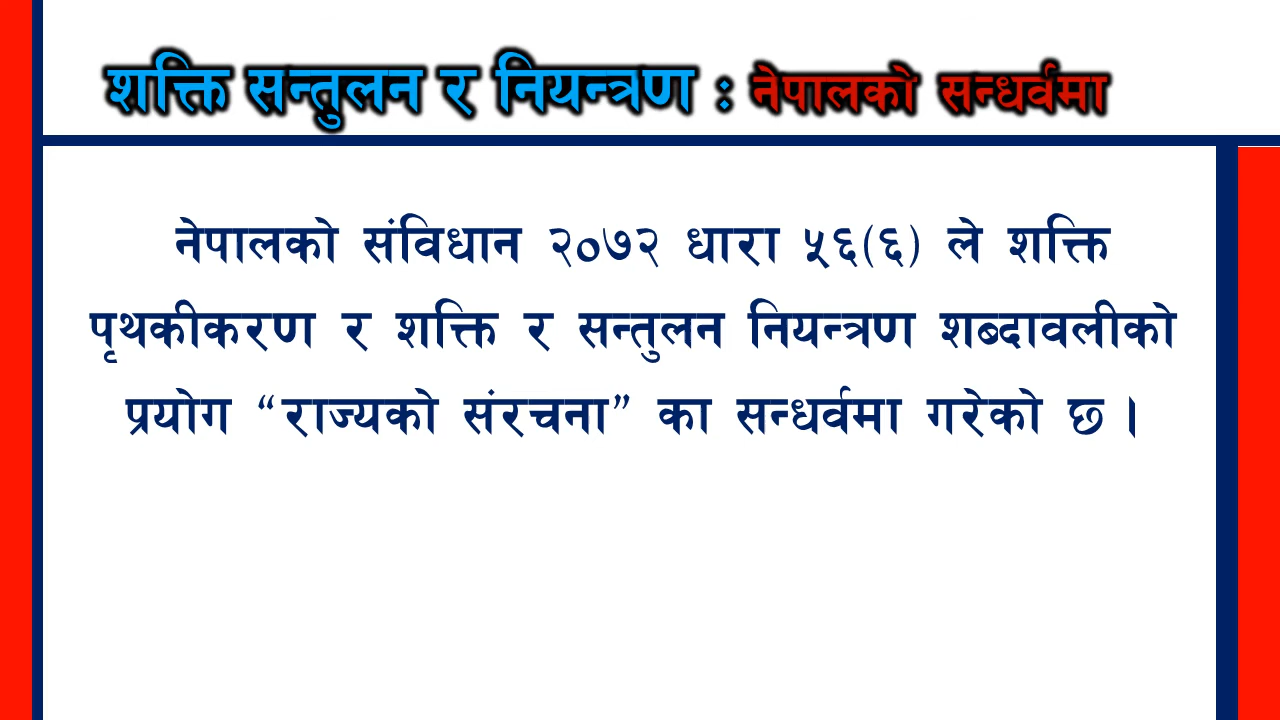 शक्ति सन्तुलन र नियन्त्रण : नेपालको सन्धर्वमा
नेपालको संविधान २०७२ धारा ५६(६) ले शक्ति
पृथकीकरण र शक्ति र सन्तुलन नियन्त्रण शब्दावलीको
प्रयोग “राज्यको संरचना” का सन्धर्वमा गरेको छ ।